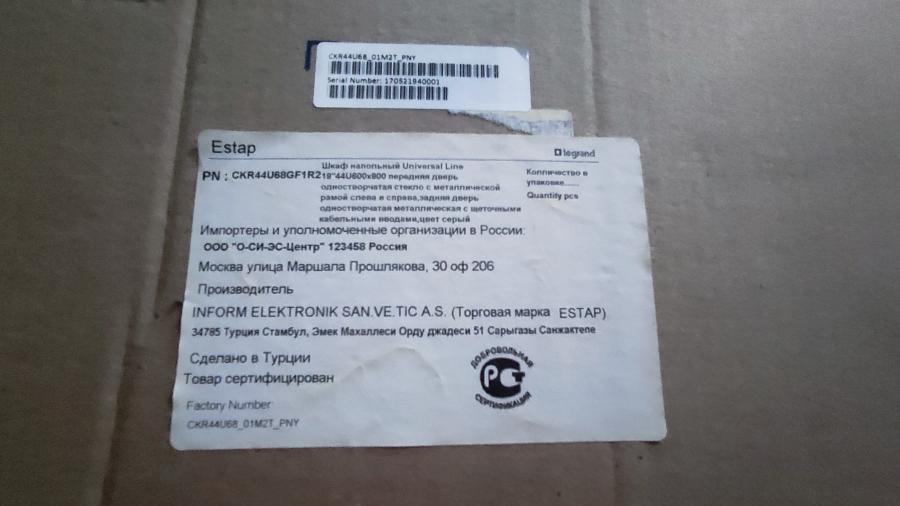 CKR44U68_01M2T_PNY
Serial Number: 170521940001
Estap
legrand
PN : CKR44U68GF1R2
Шкаф напольный Universal Line
19"44U600x800 передняя дверь
одностворчатая стекло с металлической
рамой слева и справа,задняя дверь
одностворчатая металлическая с щеточными
кабельными вводами,цвет серый
Колличество в
упаковке......
Quantity pcs
Импортеры и уполномоченные организации в России:
ООО "О-СИ-ЭС-Центр" 123458 Россия
Москва улица Маршала Прошлякова, 30 оф 206
Производитель
INFORM ELEKTRONIK SAN.VE.TIC A.S. (Торговая марка ESTAP)
34785 Турция Стамбул, Эмек Махаллеси Орду джадеси 51 Сарыгазы Санжактепе
Сделано в Турции
Товар сертифицирован
ДОБРОВОЛЬНАЯ
РСТ
СЕРТИФИКАЦИЯ
Factory Number
CKR44U68_01M2T_PNY